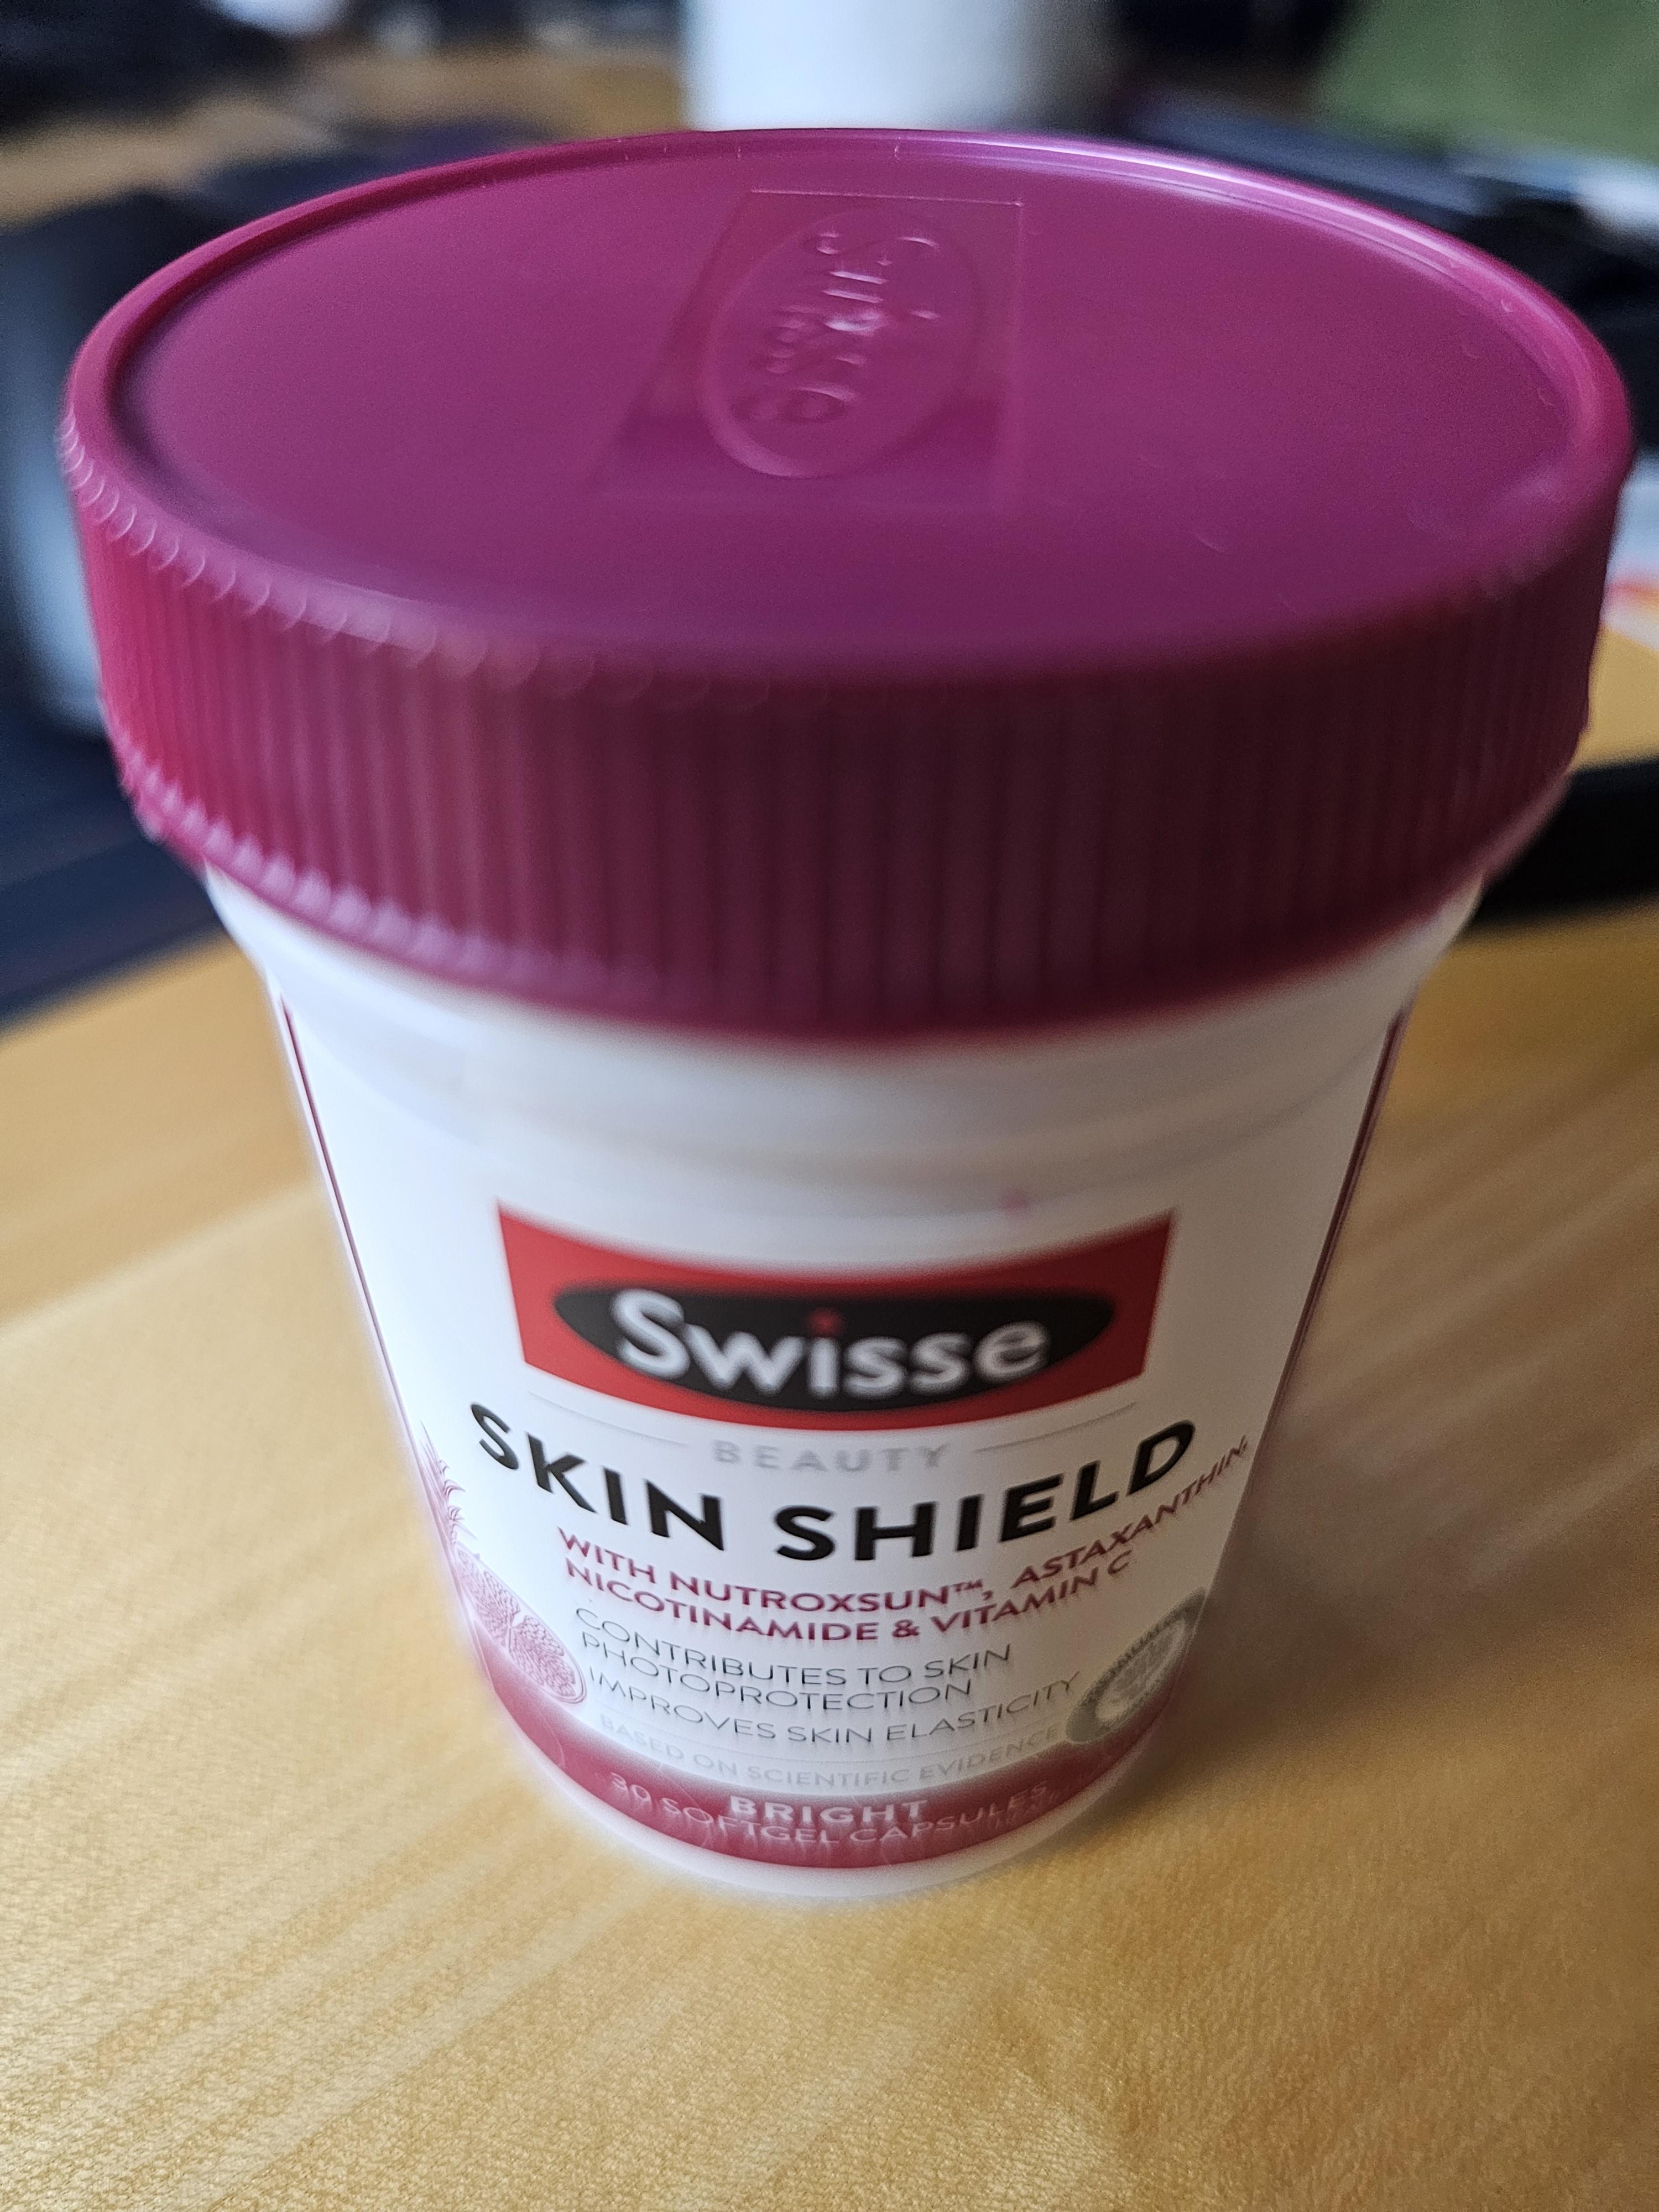 Swisse
Swisse
BEAUTY
SKIN SHIELD
WITH NUTROXSUN™, ASTAXANTHIN,
NICOTINAMIDE & VITAMIN C
CONTRIBUTES TO SKIN
PHOTOPROTECTION
IMPROVES SKIN ELASTICITY
BASED ON SCIENTIFIC EVIDENCE
BRIGHT
30 SOFTGEL CAPSULES